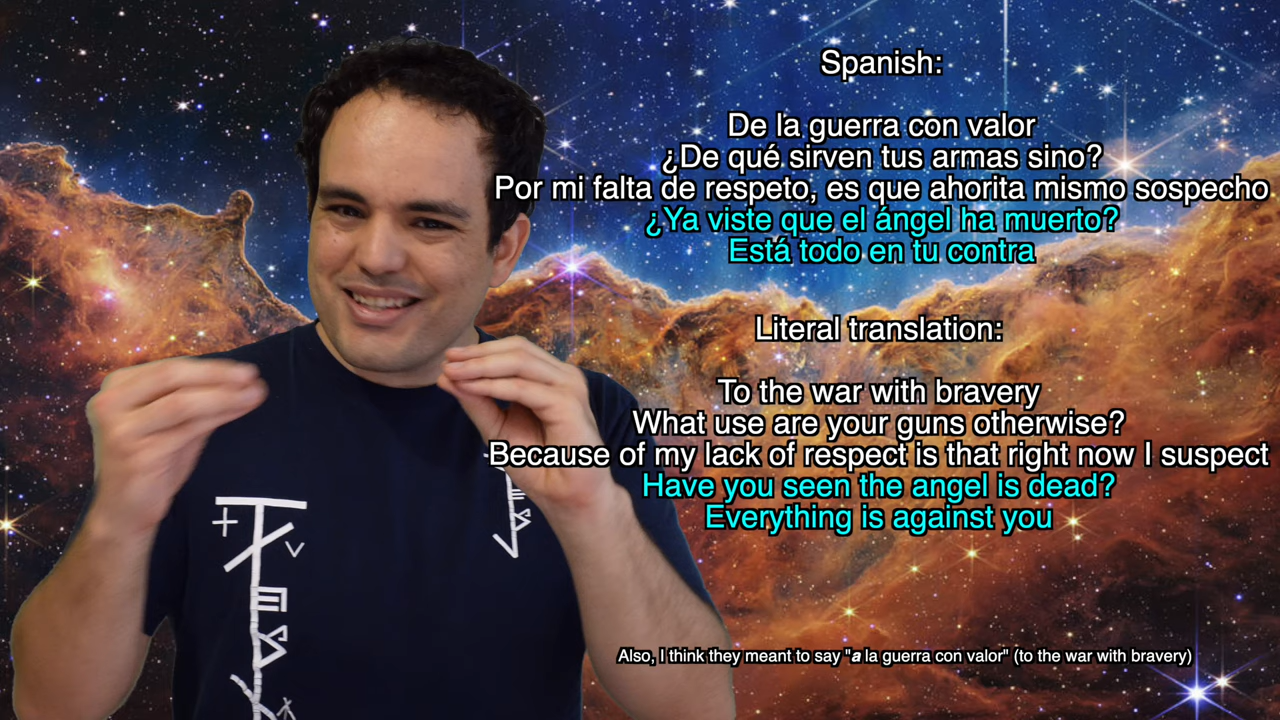 Spanish:
De la guerra con valor
¿De qué sirven tus armas sino?
Por mi falta de respeto, es que ahorita mismo sospecho
¿Ya viste que el ángel ha muerto?
Está todo en tu contra
Literal translation:
To the war with bravery
What use are your guns otherwise?
Because of my lack of respect is that right now I suspect
Have you seen the angel is dead?
Everything is against you
Also, I think they meant to say "a la guerra con valor" (to the war with bravery)